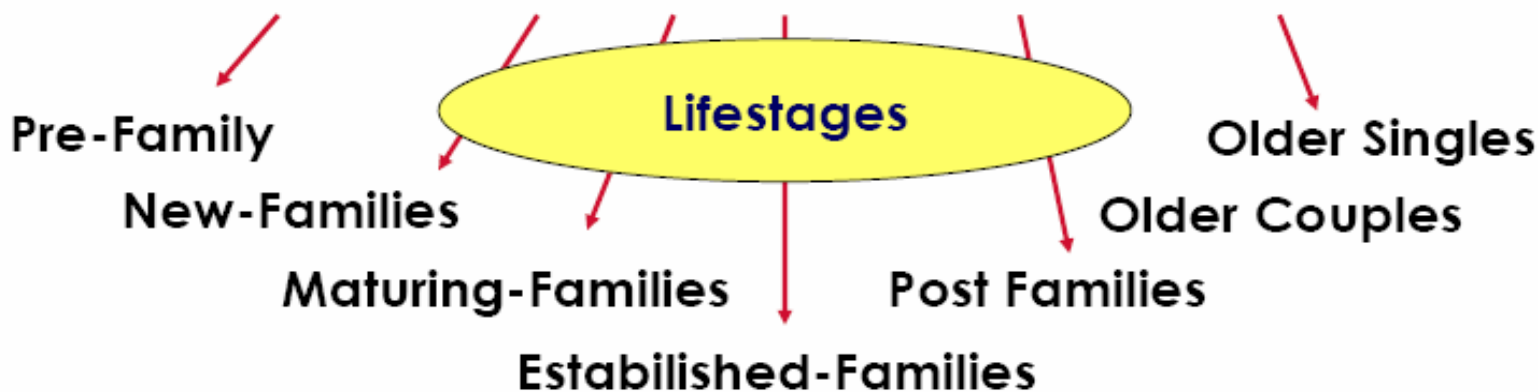 Lifestages
Pre-Family
Older Singles
New-Families
Older Couples
Maturing-Families
Post Families
Estabilished-Families